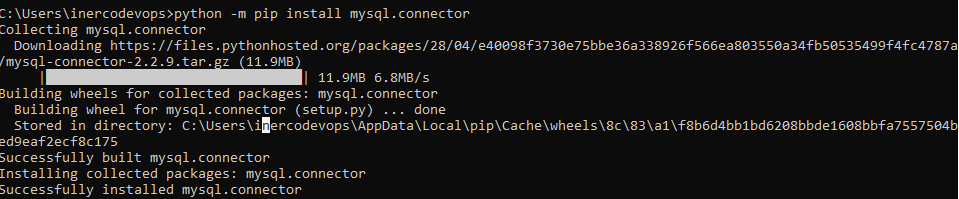 C:\Users\inercodevops>python -m pip install mysql.connector
Collecting mysql.connector
Downloading https://files.pythonhosted.org/packages/28/04/e40098f3730e75bbe36a338926f566ea803550a34fb50535499f4fc4787a
/mysql-connector-2.2.9.tar.gz (11.9MB)
|████████████████████████████████| 11.9MB 6.8MB/s
Building wheels for collected packages: mysql.connector
Building wheel for mysql.connector (setup.py) ... done
Stored in directory: C:\Users\inercodevops\AppData\Local\pip\Cache\wheels\8c\83\a1\f8b6d4bb1bd6208bbde1608bbfa7557504b
ed9eaf2ecf8c175
Successfully built mysql.connector
Installing collected packages: mysql.connector
Successfully installed mysql.connector